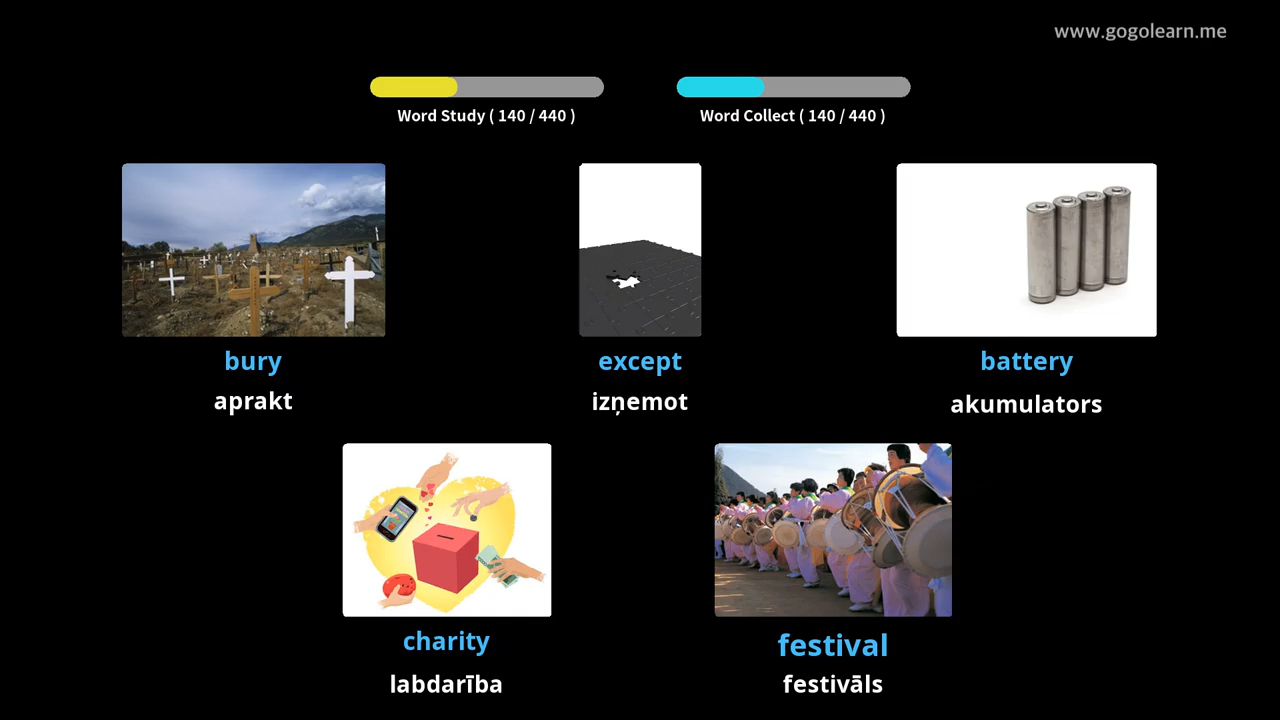 www.gogolearn.me
Word Study ( 140 / 440 )
Word Collect ( 140 / 440 )
bury
aprakt
except
izņemot
battery
akumulators
charity
labdarība
festival
festivāls